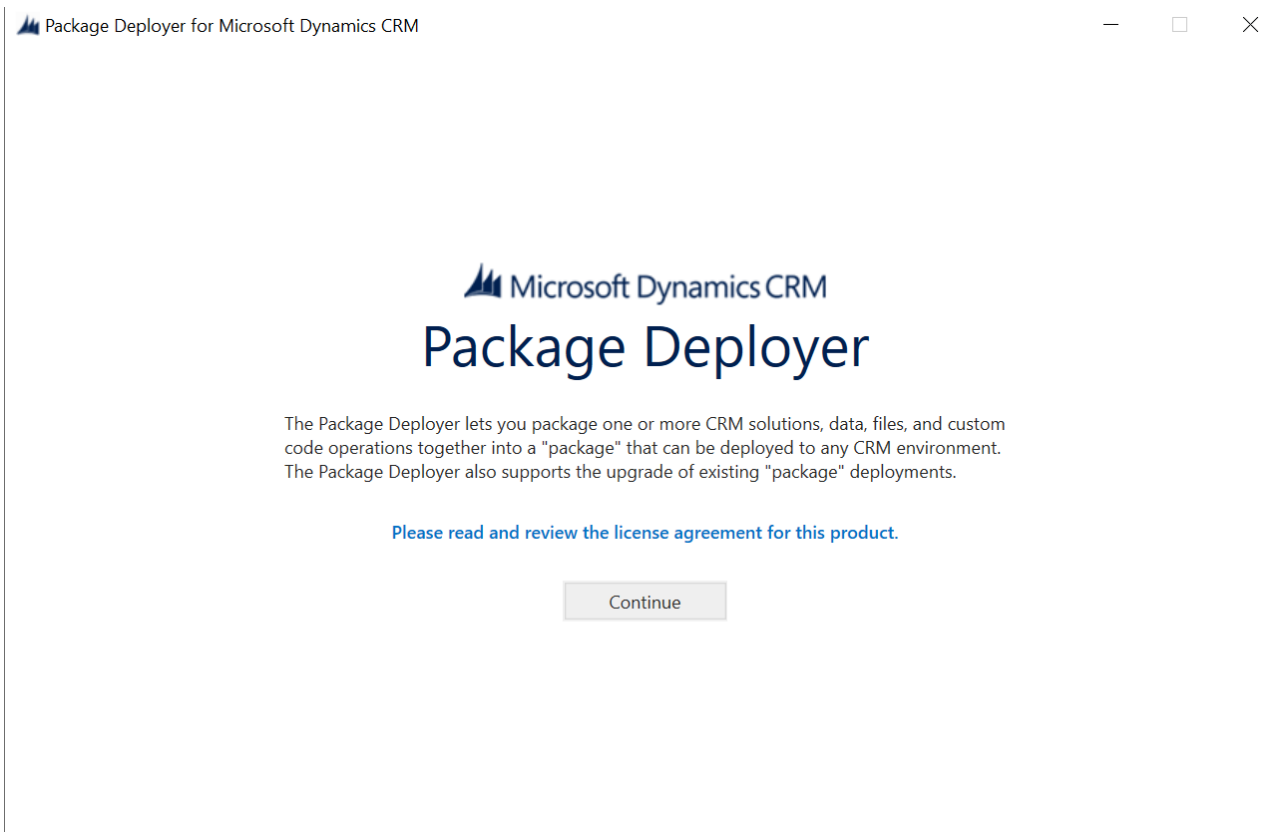 Package Deployer for Microsoft Dynamics CRM
Microsoft Dynamics CRM
Package Deployer
The Package Deployer lets you package one or more CRM solutions, data, files, and custom
code operations together into a "package" that can be deployed to any CRM environment.
The Package Deployer also supports the upgrade of existing "package" deployments.
Please read and review the license agreement for this product.
Continue